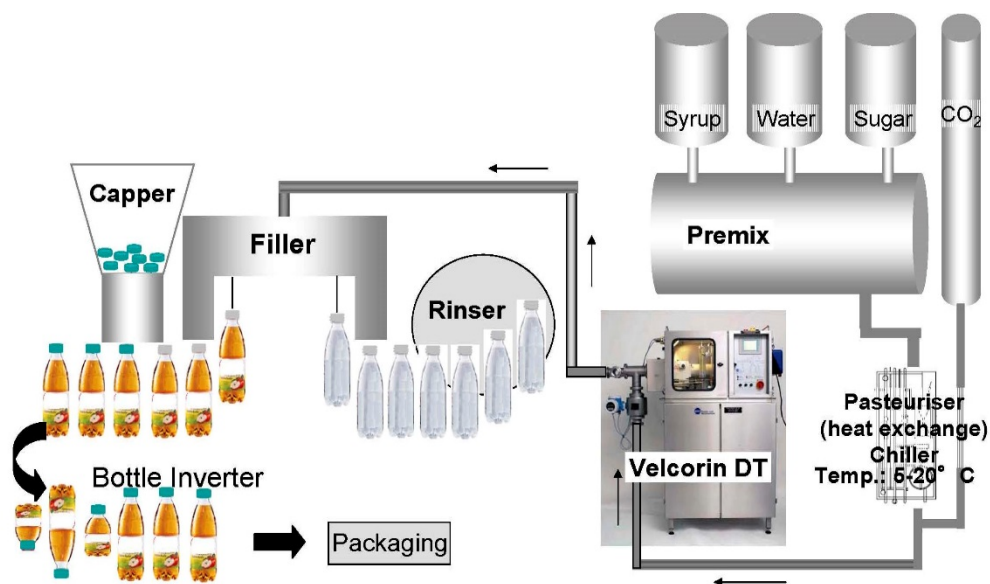 Syrup
Water
Sugar
CO₂
Capper
Filler
Premix
Rinser
Pasteuriser
(heat exchange)
Chiller
Temp.: 5-20° C
Velcorin DT
Bottle Inverter
Packaging